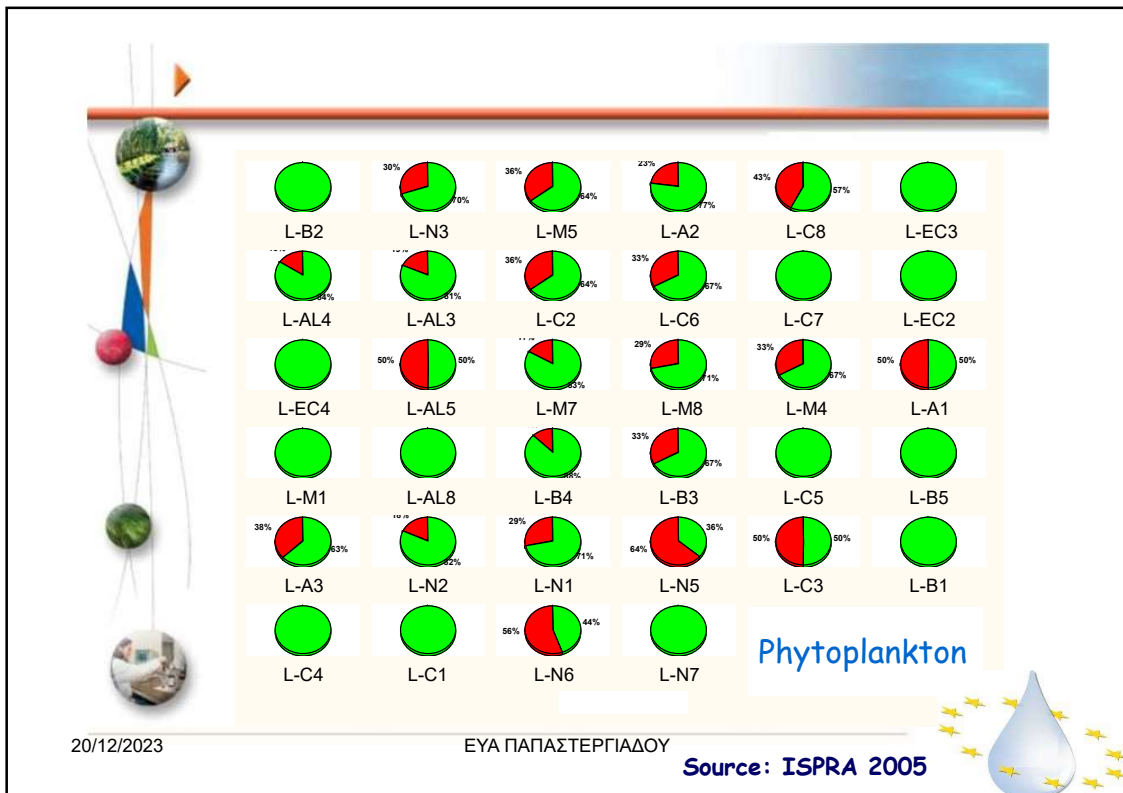 30% 36% 23% 43%
70% 64% 77% 57%
L-B2 L-N3 L-M5 L-A2 L-C8 L-EC3
36% 33%
84% 81% 64% 67%
L-AL4 L-AL3 L-C2 L-C6 L-C7 L-EC2
50% 50% 29% 33% 50% 50%
83% 71% 67%
L-EC4 L-AL5 L-M7 L-M8 L-M4 L-A1
33%
88% 67%
L-M1 L-AL8 L-B4 L-B3 L-C5 L-B5
38% 18% 29% 36% 50% 50%
63% 82% 71% 64%
L-A3 L-N2 L-N1 L-N5 L-C3 L-B1
56% 44%
L-C4 L-C1 L-N6 L-N7
Phytoplankton
20/12/2023 ΕΥΑ ΠΑΠΑΣΤΕΡΓΙΑΔΟΥ
Source: ISPRA 2005